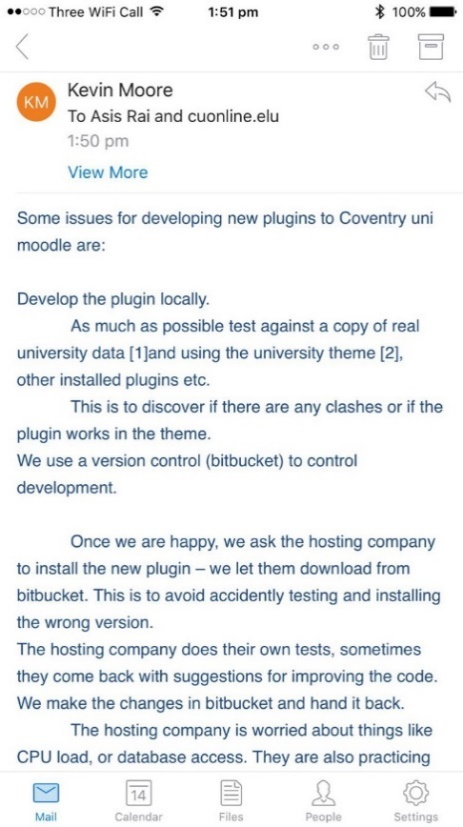 Three WiFi Call 1:51 pm 100%
KM
Kevin Moore
To Asis Rai and cuonline.elu
1:50 pm
View More
Some issues for developing new plugins to Coventry uni
moodle are:
Develop the plugin locally.
As much as possible test against a copy of real
university data [1]and using the university theme [2],
other installed plugins etc.
This is to discover if there are any clashes or if the
plugin works in the theme.
We use a version control (bitbucket) to control
development.
Once we are happy, we ask the hosting company
to install the new plugin – we let them download from
bitbucket. This is to avoid accidently testing and installing
the wrong version.
The hosting company does their own tests, sometimes
they come back with suggestions for improving the code.
We make the changes in bitbucket and hand it back.
The hosting company is worried about things like
CPU load, or database access. They are also practicing
14
Mail Calendar Files People Settings